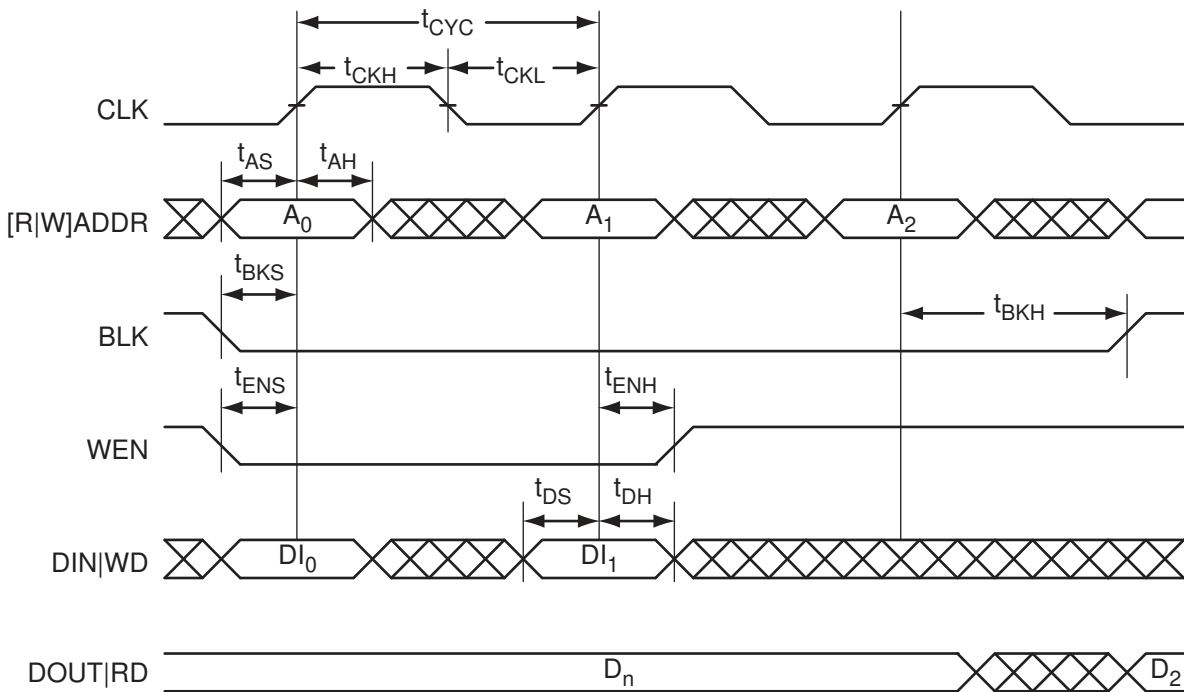 tCYC
tCKH tCKL
CLK
tAS tAH
[R|W]ADDR A0 A1 A2
tBKS tBKH
BLK
tENS tENH
WEN
tDS tDH
DIN|WD DI0 DI1
DOUT|RD Dn D2